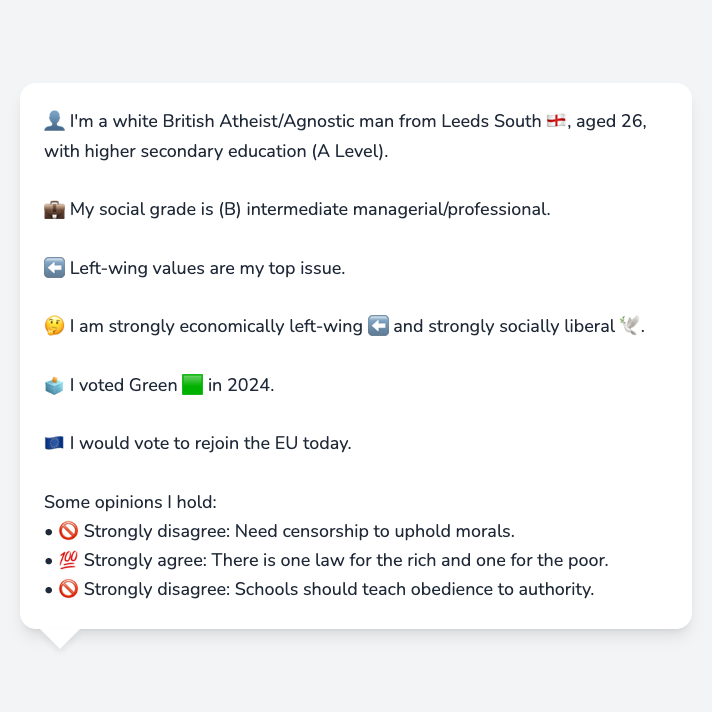 👤 I'm a white British Atheist/Agnostic man from Leeds South 🏴󠁧󠁢󠁥󠁮󠁧󠁿, aged 26,
with higher secondary education (A Level).
💼 My social grade is (B) intermediate managerial/professional.
⬅️ Left-wing values are my top issue.
🤔 I am strongly economically left-wing ⬅️ and strongly socially liberal 🕊️.
🗳️ I voted Green 🟩 in 2024.
🇪🇺 I would vote to rejoin the EU today.
Some opinions I hold:
• 🚫 Strongly disagree: Need censorship to uphold morals.
• 💯 Strongly agree: There is one law for the rich and one for the poor.
• 🚫 Strongly disagree: Schools should teach obedience to authority.